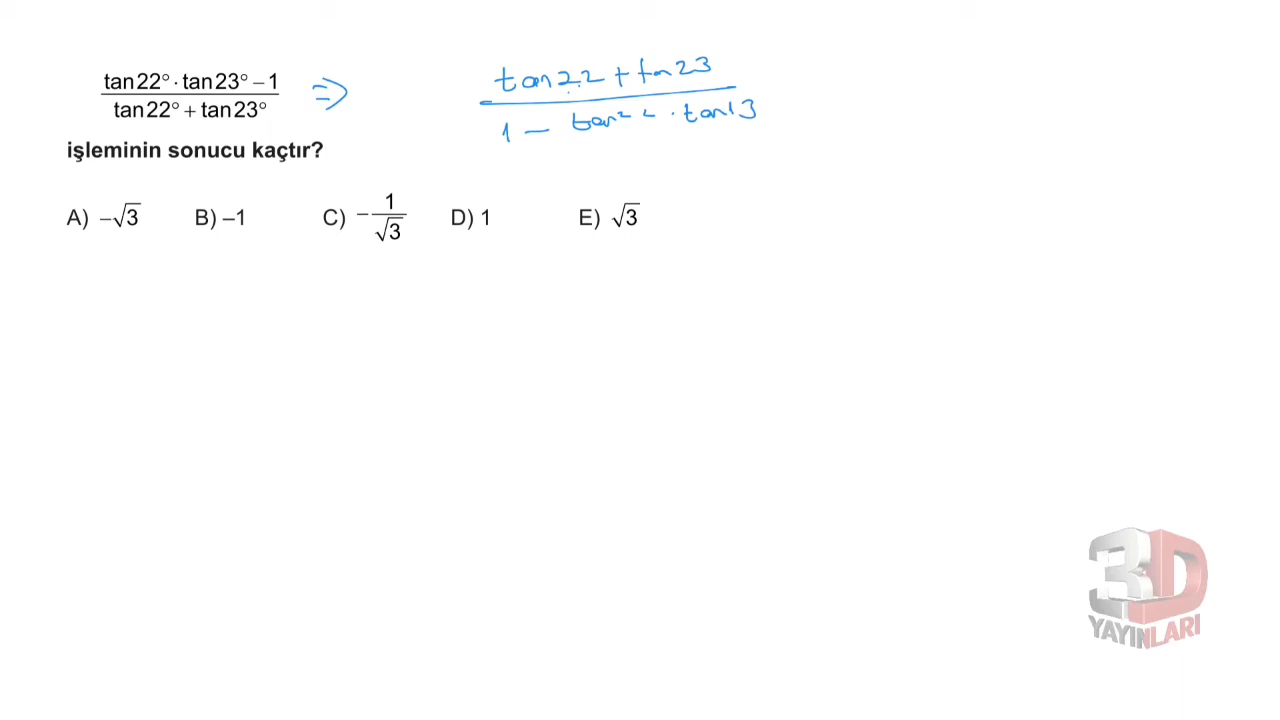 tan22° · tan23° – 1 ⇒ tan22 + tan23
tan22° + tan23° 1 – tan22 · tan13
işleminin sonucu kaçtır?
A) –√3 B) –1 C) – 1/√3 D) 1 E) √3
3D
YAYINLARI